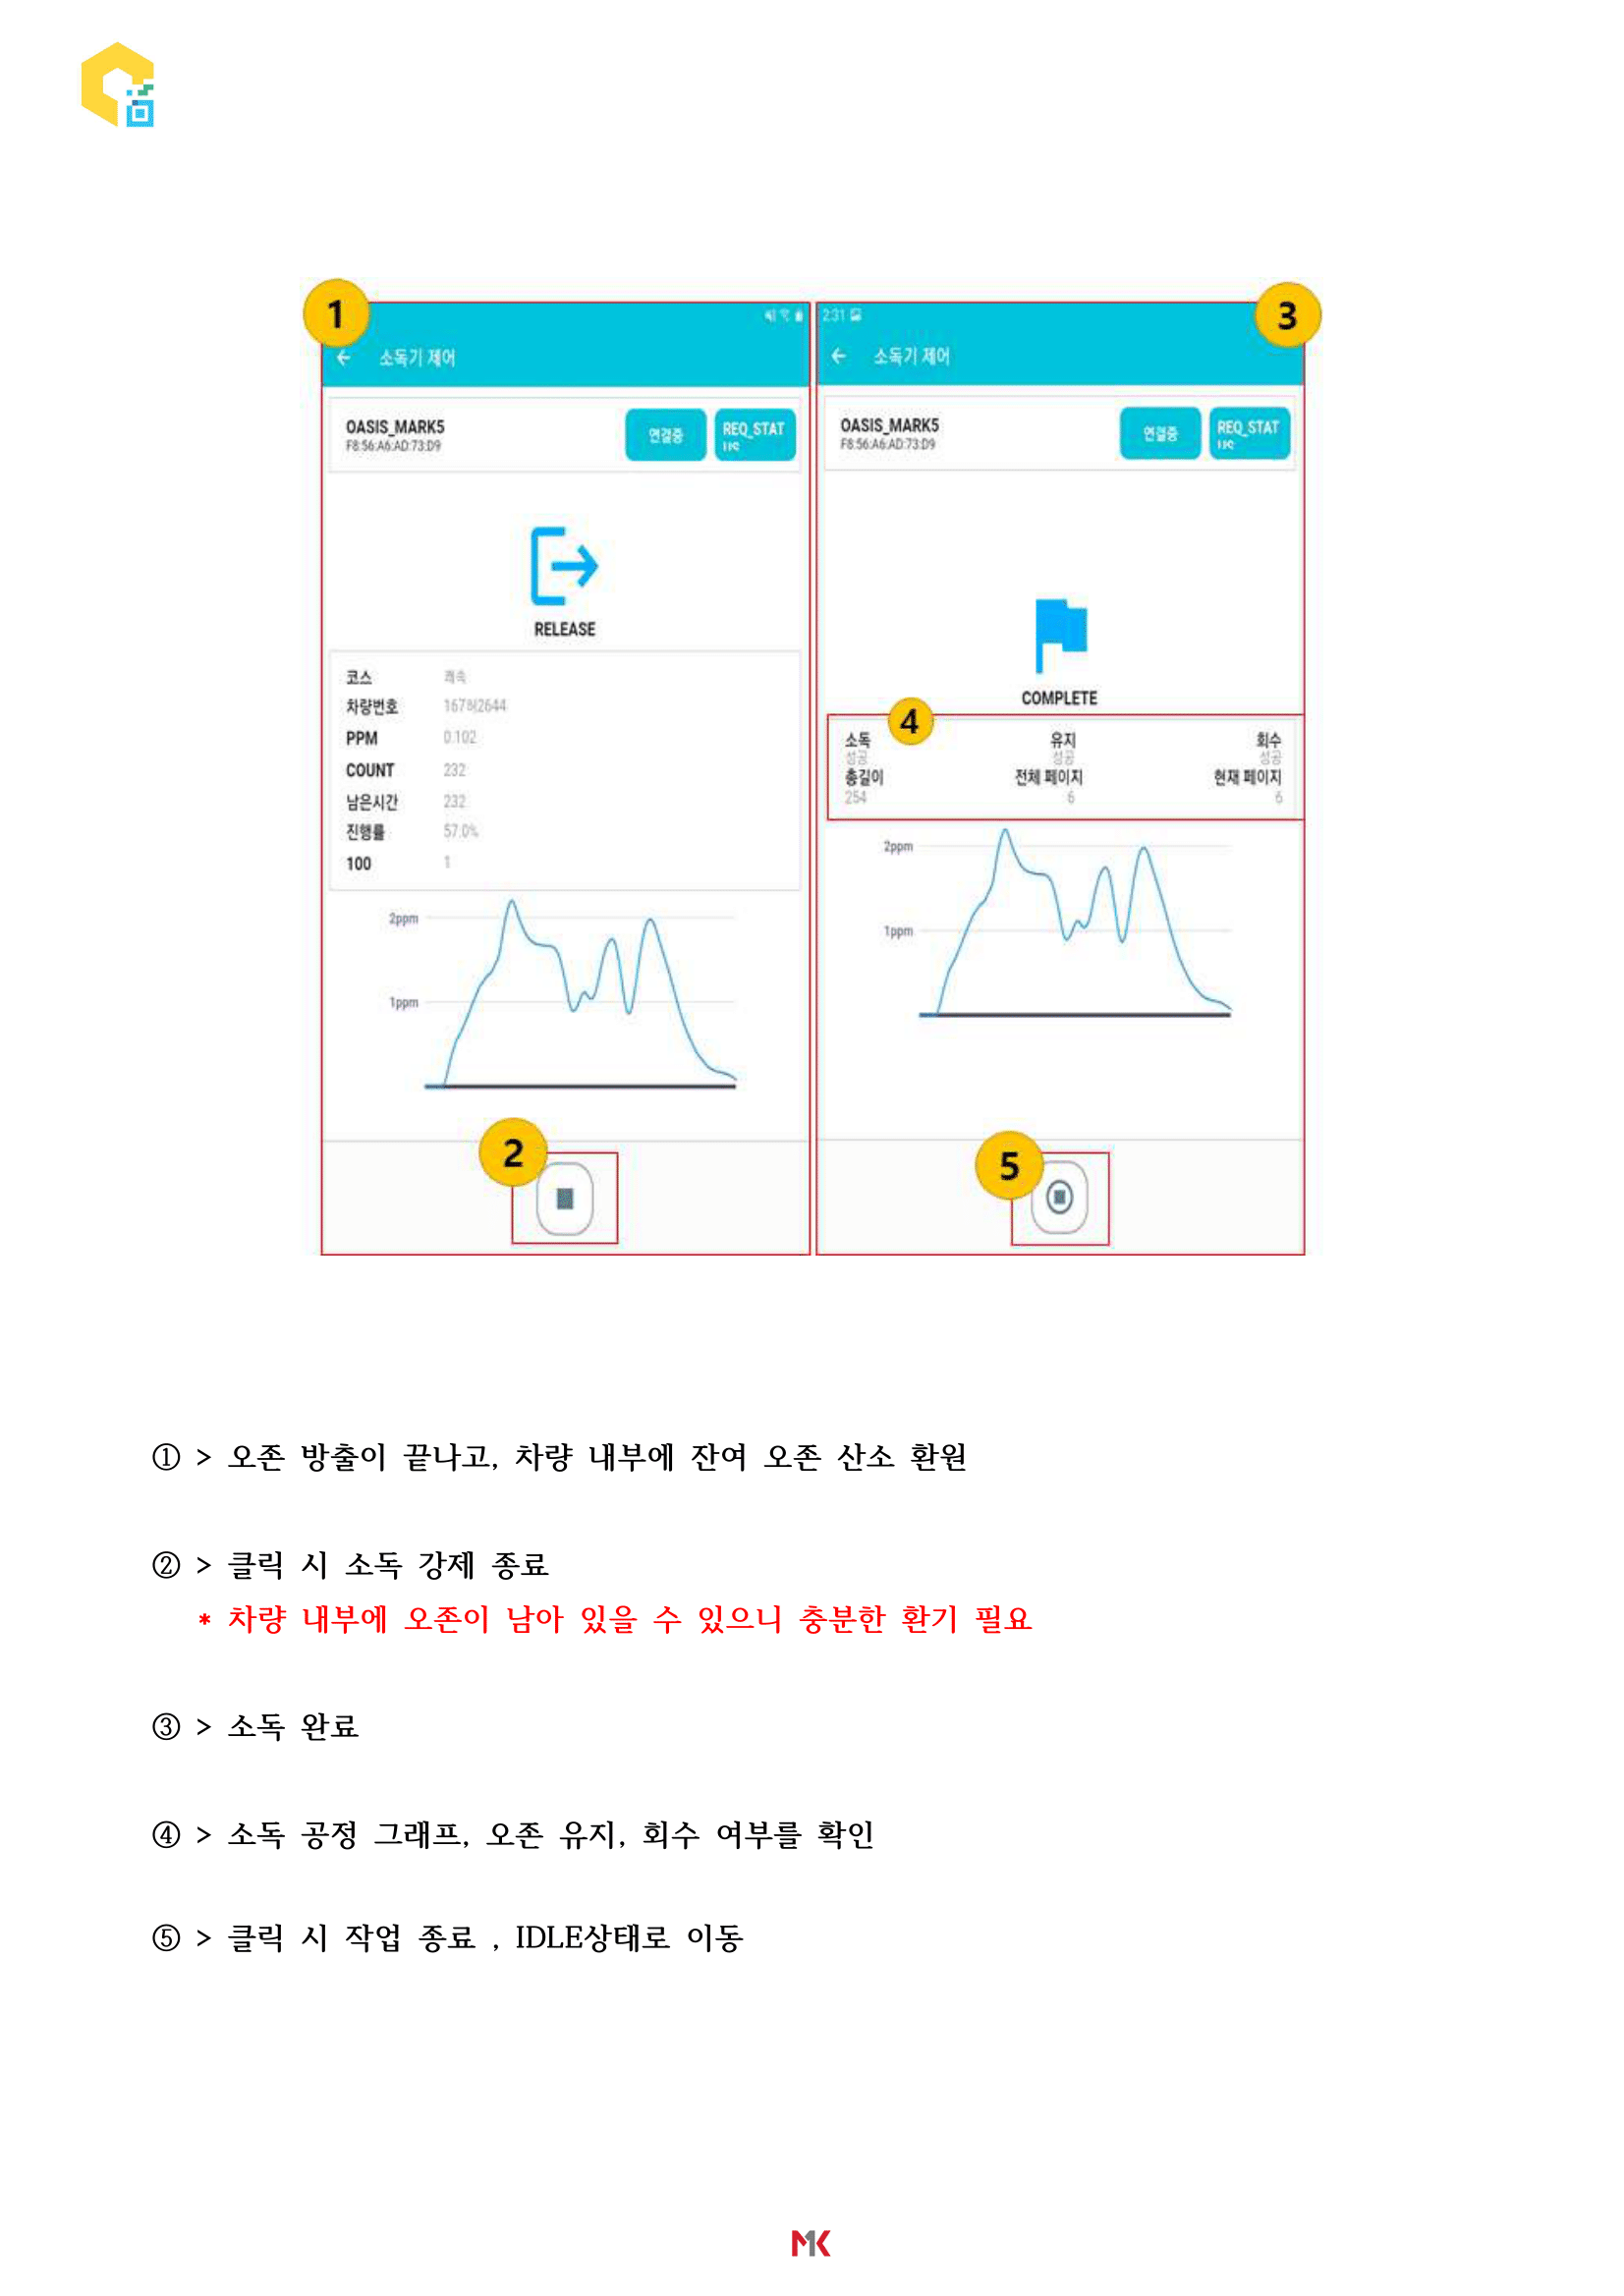 1
소독기 제어
OASIS_MARK5
F8:56:A6:AD:73:D9
연결중
REQ_STAT
US
RELEASE
코스 쾌속
차량번호 167허2644
PPM 0.102
COUNT 232
남은시간 232
진행률 57.0%
100 1
2ppm
1ppm
2
2:31
3
소독기 제어
OASIS_MARK5
F8:56:A6:AD:73:D9
연결중
REQ_STAT
US
COMPLETE
4
소독 유지 회수
성공 성공 성공
총길이 전체 페이지 현재 페이지
254 6 6
2ppm
1ppm
5
① > 오존 방출이 끝나고, 차량 내부에 잔여 오존 산소 환원
② > 클릭 시 소독 강제 종료
* 차량 내부에 오존이 남아 있을 수 있으니 충분한 환기 필요
③ > 소독 완료
④ > 소독 공정 그래프, 오존 유지, 회수 여부를 확인
⑤ > 클릭 시 작업 종료 , IDLE상태로 이동
MK